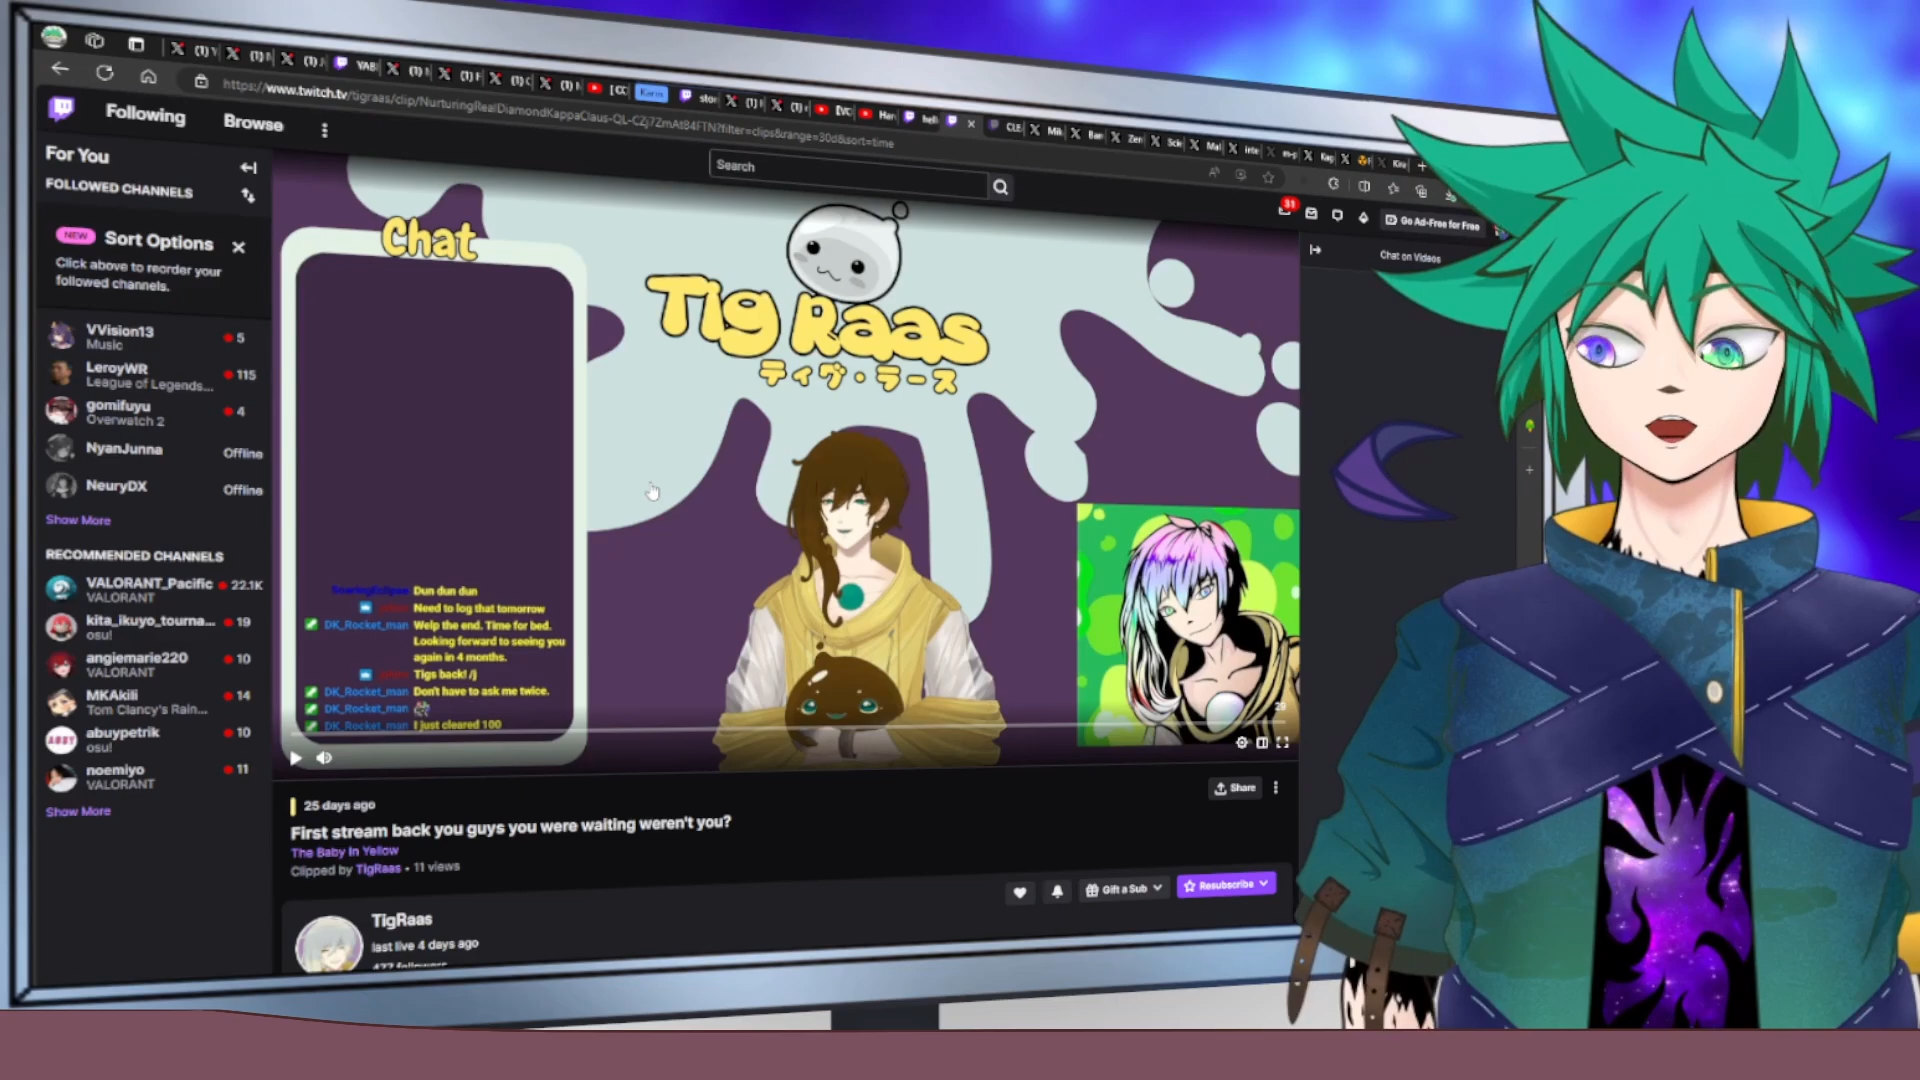 https://www.twitch.tv/tigraas/clip/NurturingRealDiamondKappaClaus-QL-CZj7ZmAtB4FTN?filter=clips&range=30d&sort=time
Following
Browse
Search
31
Go Ad-Free for Free
For You
FOLLOWED CHANNELS
NEW
Sort Options
Click above to reorder your
followed channels.
VVision13
5
Music
LeroyWR
115
League of Legends...
gomifuyu
4
Overwatch 2
NyanJunna
Offline
NeuryDX
Offline
Show More
RECOMMENDED CHANNELS
VALORANT_Pacific
22.1K
VALORANT
kita_ikuyo_tourna...
19
osu!
angiemarie220
10
VALORANT
MKAkili
14
Tom Clancy's Rain...
abuypetrik
10
osu!
noemiyo
11
VALORANT
Show More
Chat
Dun dun dun
Need to log that tomorrow
DK_Rocket_man Welp the end. Time for bed.
Looking forward to seeing you
again in 4 months.
Tigs back! /j
DK_Rocket_man Don't have to ask me twice.
DK_Rocket_man
DK_Rocket_man I just cleared 100
Tig Raas
ティグ・ラース
29
Chat on Videos
25 days ago
Share
First stream back you guys you were waiting weren't you?
The Baby In Yellow
Clipped by TigRaas • 11 views
Gift a Sub
Resubscribe
TigRaas
last live 4 days ago
477 followers